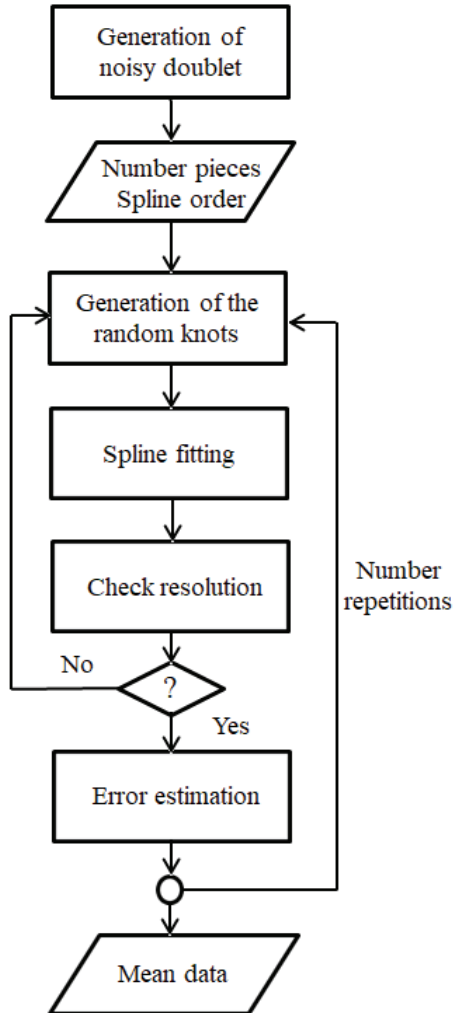 Generation of
noisy doublet
Number pieces
Spline order
Generation of the
random knots
Spline fitting
Check resolution
Number
repetitions
No
?
Yes
Error estimation
Mean data